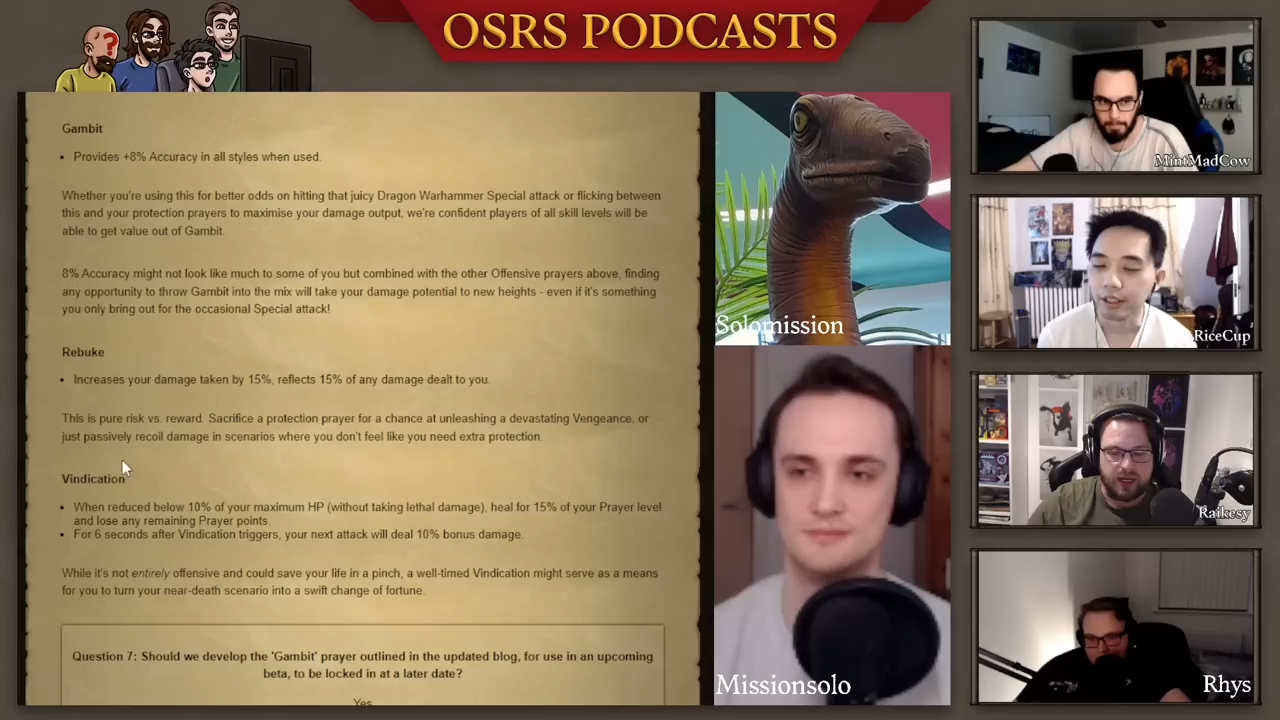 OSRS PODCASTS
Gambit
• Provides +8% Accuracy in all styles when used.
Whether you're using this for better odds on hitting that juicy Dragon Warhammer Special attack or flicking between
this and your protection prayers to maximise your damage output, we're confident players of all skill levels will be
able to get value out of Gambit.
8% Accuracy might not look like much to some of you but combined with the other Offensive prayers above, finding
any opportunity to throw Gambit into the mix will take your damage potential to new heights - even if it's something
you only bring out for the occasional Special attack!
Rebuke
• Increases your damage taken by 15%, reflects 15% of any damage dealt to you.
This is pure risk vs. reward. Sacrifice a protection prayer for a chance at unleashing a devastating Vengeance, or
just passively recoil damage in scenarios where you don't feel like you need extra protection.
Vindication
• When reduced below 10% of your maximum HP (without taking lethal damage), heal for 15% of your Prayer level
and lose any remaining Prayer points.
• For 6 seconds after Vindication triggers, your next attack will deal 10% bonus damage.
While it's not entirely offensive and could save your life in a pinch, a well-timed Vindication might serve as a means
for you to turn your near-death scenario into a swift change of fortune.
Question 7: Should we develop the 'Gambit' prayer outlined in the updated blog, for use in an upcoming
beta, to be locked in at a later date?
Yes
Solomission
Missionsolo
MintMadCow
RiceCup
Raikesy
Rhys